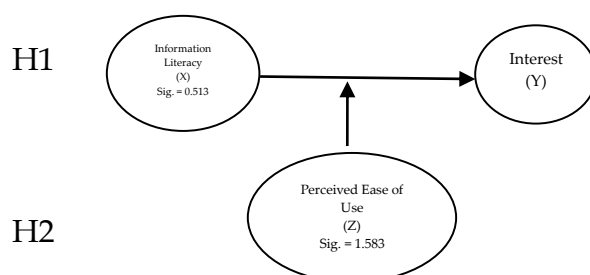 H1
Information
Literacy
(X)
Sig. = 0.513
Interest
(Y)
Perceived Ease of
Use
(Z)
Sig. = 1.583
H2